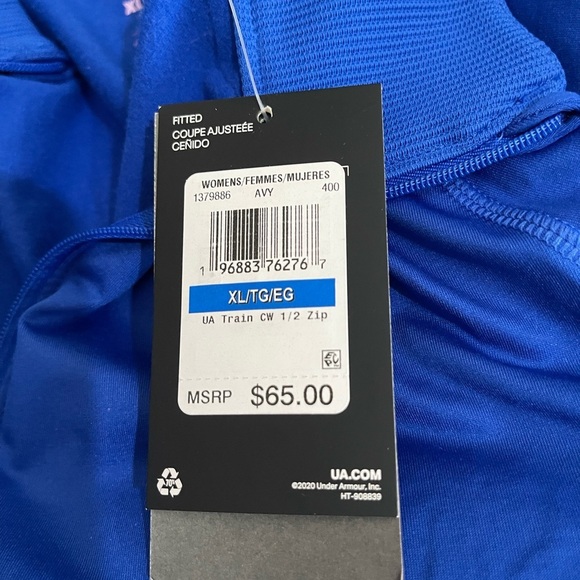 FITTED
COUPE AJUSTEÉE
CEÑIDO
WOMENS/FEMMES/MUJERES
1379886 AVY 400
1 96883 76276 7
XL/TG/EG
UA Train CW 1/2 Zip
MSRP $65.00
UA.COM
©2020 Under Armour, Inc.
HT-908839